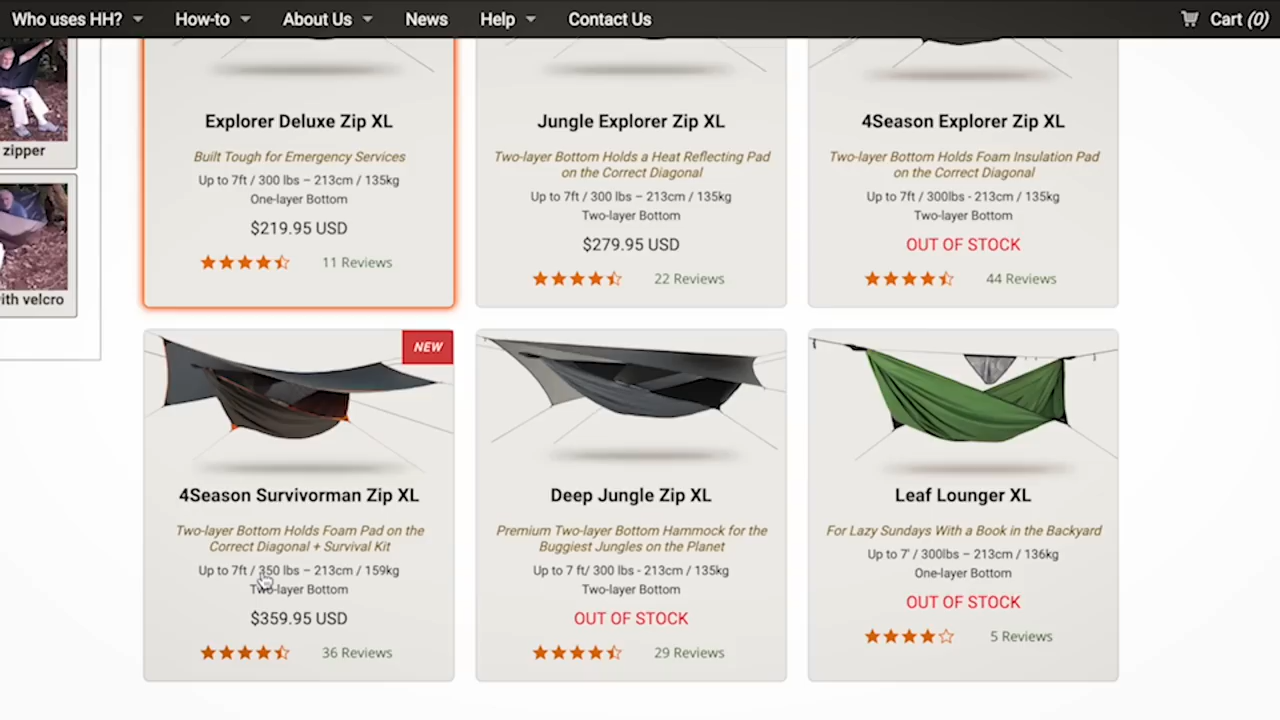 Who uses HH?
How-to
About Us
News
Help
Contact Us
Cart (0)
zipper
ith velcro
Explorer Deluxe Zip XL
Built Tough for Emergency Services
Up to 7ft / 300 lbs – 213cm / 135kg
One-layer Bottom
$219.95 USD
11 Reviews
Jungle Explorer Zip XL
Two-layer Bottom Holds a Heat Reflecting Pad
on the Correct Diagonal
Up to 7ft / 300 lbs – 213cm / 135kg
Two-layer Bottom
$279.95 USD
22 Reviews
4Season Explorer Zip XL
Two-layer Bottom Holds Foam Insulation Pad
on the Correct Diagonal
Up to 7ft / 300lbs - 213cm / 135kg
Two-layer Bottom
OUT OF STOCK
44 Reviews
NEW
4Season Survivorman Zip XL
Two-layer Bottom Holds Foam Pad on the
Correct Diagonal + Survival Kit
Up to 7ft / 350 lbs – 213cm / 159kg
Two-layer Bottom
$359.95 USD
36 Reviews
Deep Jungle Zip XL
Premium Two-layer Bottom Hammock for the
Buggiest Jungles on the Planet
Up to 7 ft/ 300 lbs - 213cm / 135kg
Two-layer Bottom
OUT OF STOCK
29 Reviews
Leaf Lounger XL
For Lazy Sundays With a Book in the Backyard
Up to 7' / 300lbs – 213cm / 136kg
One-layer Bottom
OUT OF STOCK
5 Reviews